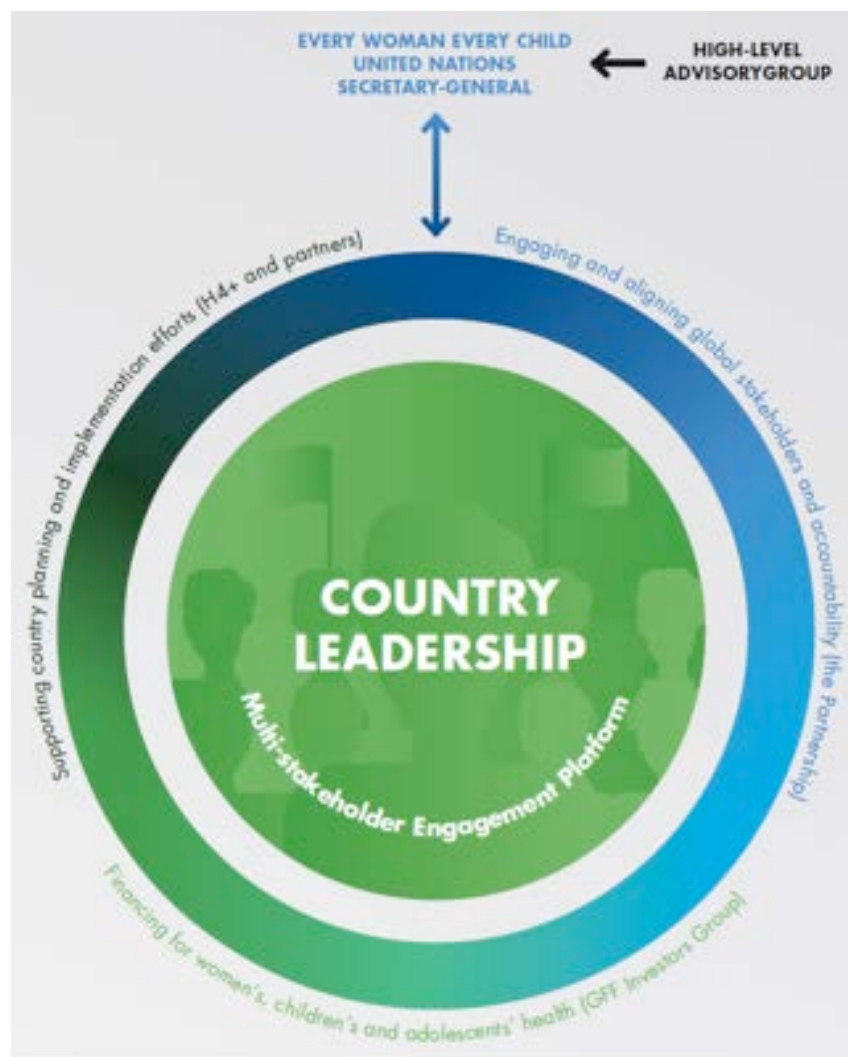 EVERY WOMAN EVERY CHILD
UNITED NATIONS
SECRETARY-GENERAL
HIGH-LEVEL
ADVISORYGROUP
Supporting country planning and implementation efforts (H4+ and partners)
Engaging and aligning global stakeholders and accountability (the Partnership)
COUNTRY
LEADERSHIP
Multi-stakeholder Engagement Platform
Financing for women's, children's and adolescents' health (GFF Investors Group)